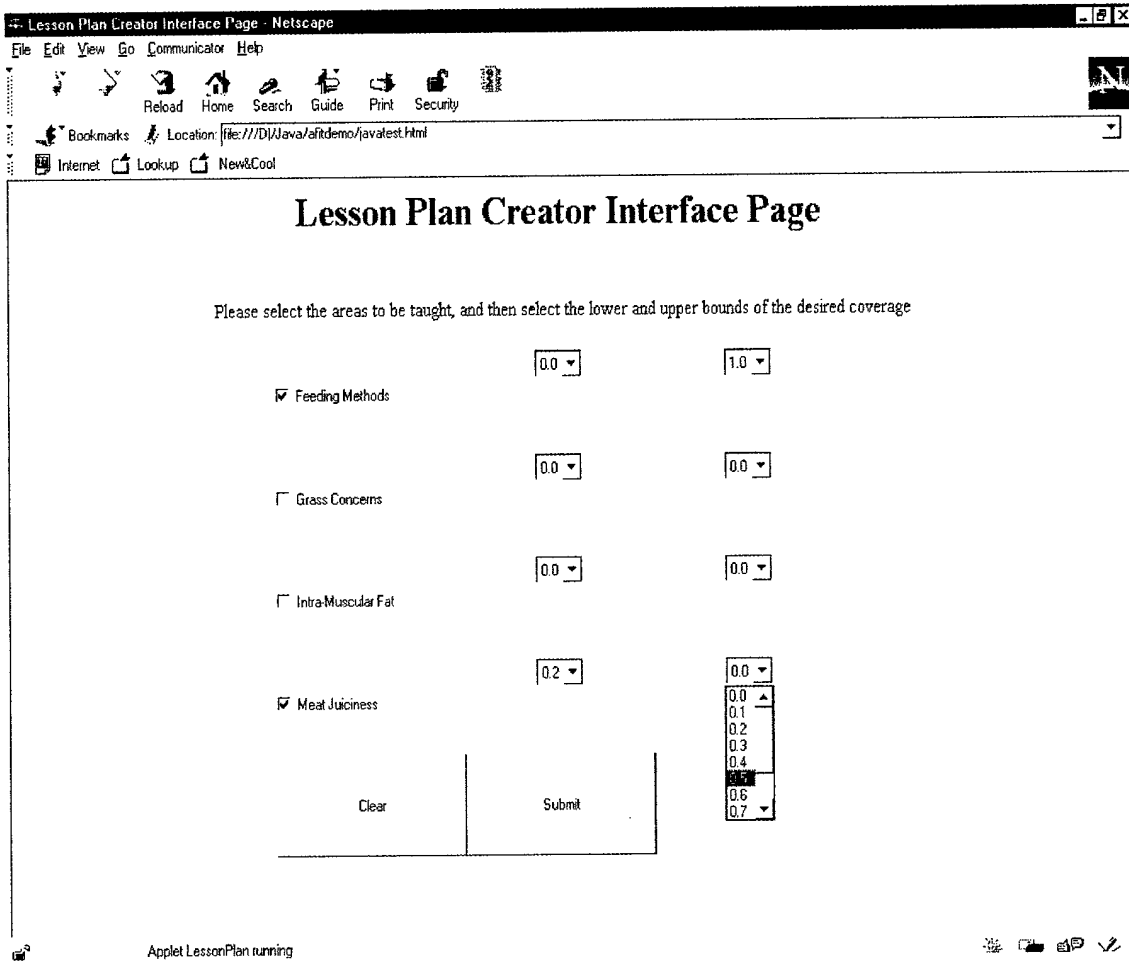 Lesson Plan Creator Interface Page - Netscape
File Edit View Go Communicator Help
Reload Home Search Guide Print Security
N
Bookmarks Location: file:///D|/Java/afitdemo/javatest.html
Internet Lookup New&Cool
Lesson Plan Creator Interface Page
Please select the areas to be taught, and then select the lower and upper bounds of the desired coverage
0.0 1.0
Feeding Methods
0.0 0.0
Grass Concerns
0.0 0.0
Intra-Muscular Fat
0.2 0.0
Meat Juiciness
0.0
0.1
0.2
0.3
0.4
0.5
0.6
0.7
Clear Submit
Applet LessonPlan running